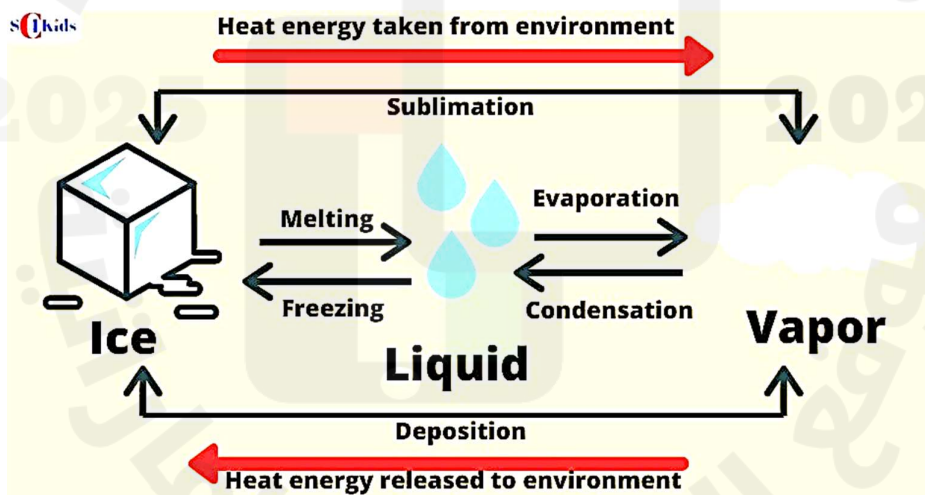 SCIKids
Heat energy taken from environment
Sublimation
Melting
Evaporation
Freezing
Condensation
Ice
Liquid
Vapor
Deposition
Heat energy released to environment
2025